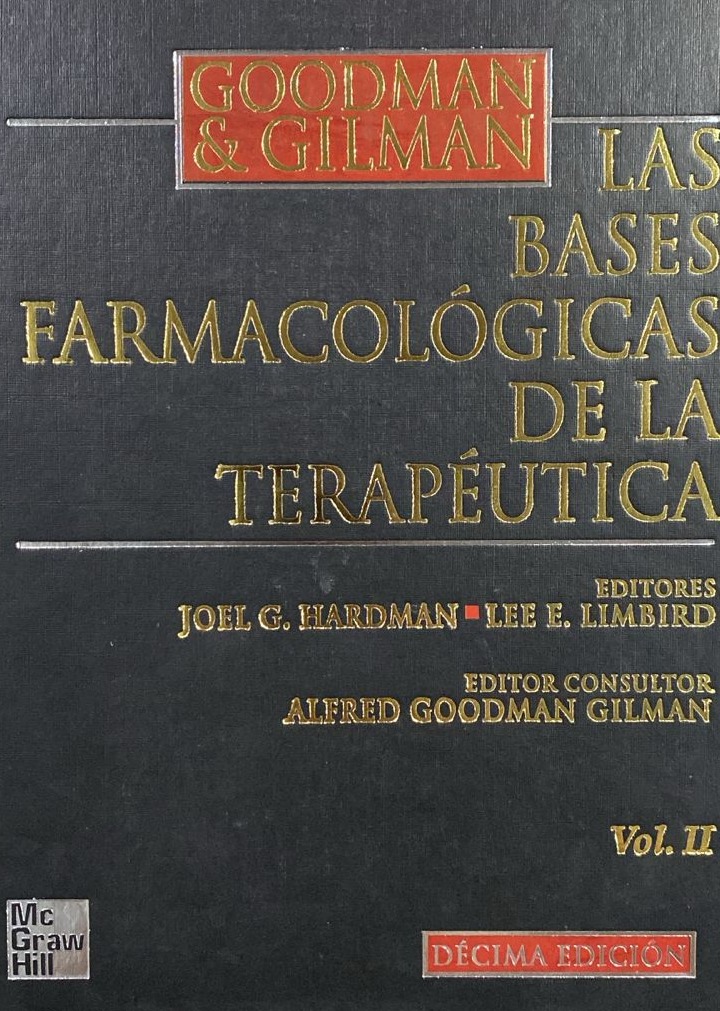 GOODMAN
& GILMAN
LAS
BASES
FARMACOLÓGICAS
DE LA
TERAPÉUTICA
EDITORES
JOEL G. HARDMAN ■ LEE E. LIMBIRD
EDITOR CONSULTOR
ALFRED GOODMAN GILMAN
Vol. II
Mc
Graw
Hill
DÉCIMA EDICIÓN